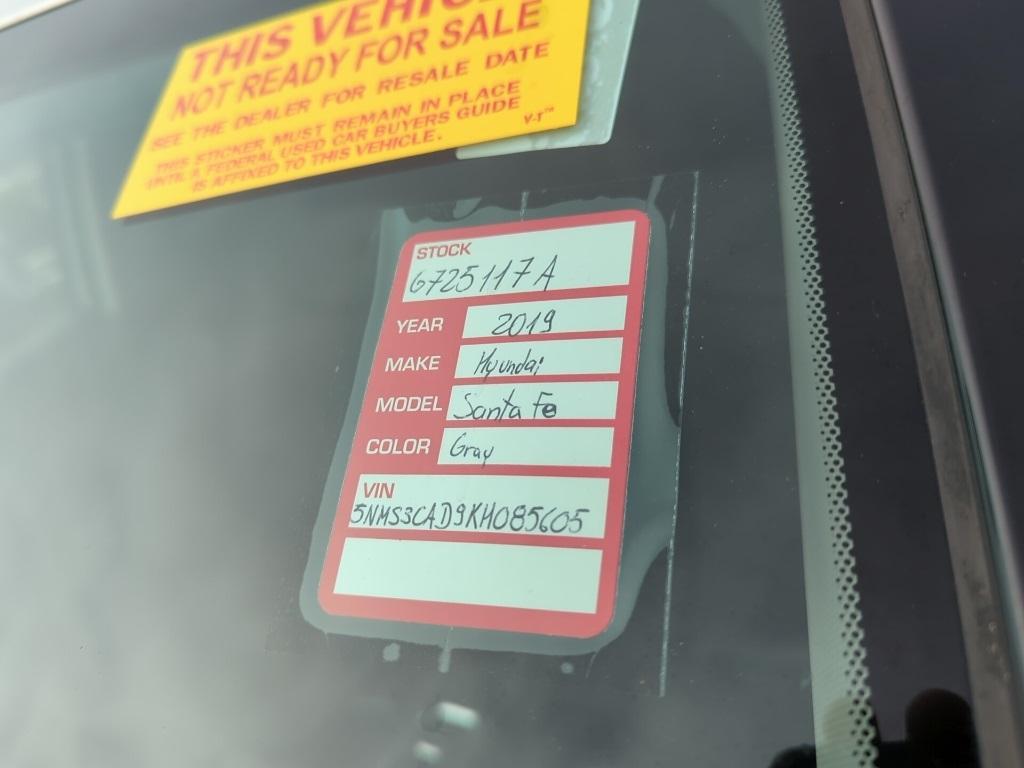 THIS VEHICLE
NOT READY FOR SALE
SEE THE DEALER FOR RESALE DATE
THIS STICKER MUST REMAIN IN PLACE
UNTIL A FEDERAL USED CAR BUYERS GUIDE
IS AFFIXED TO THIS VEHICLE.
V-T™
STOCK
6725117A
YEAR 2019
MAKE Hyundai
MODEL Santa Fe
COLOR Gray
VIN
5NMS3CAD9KH085605